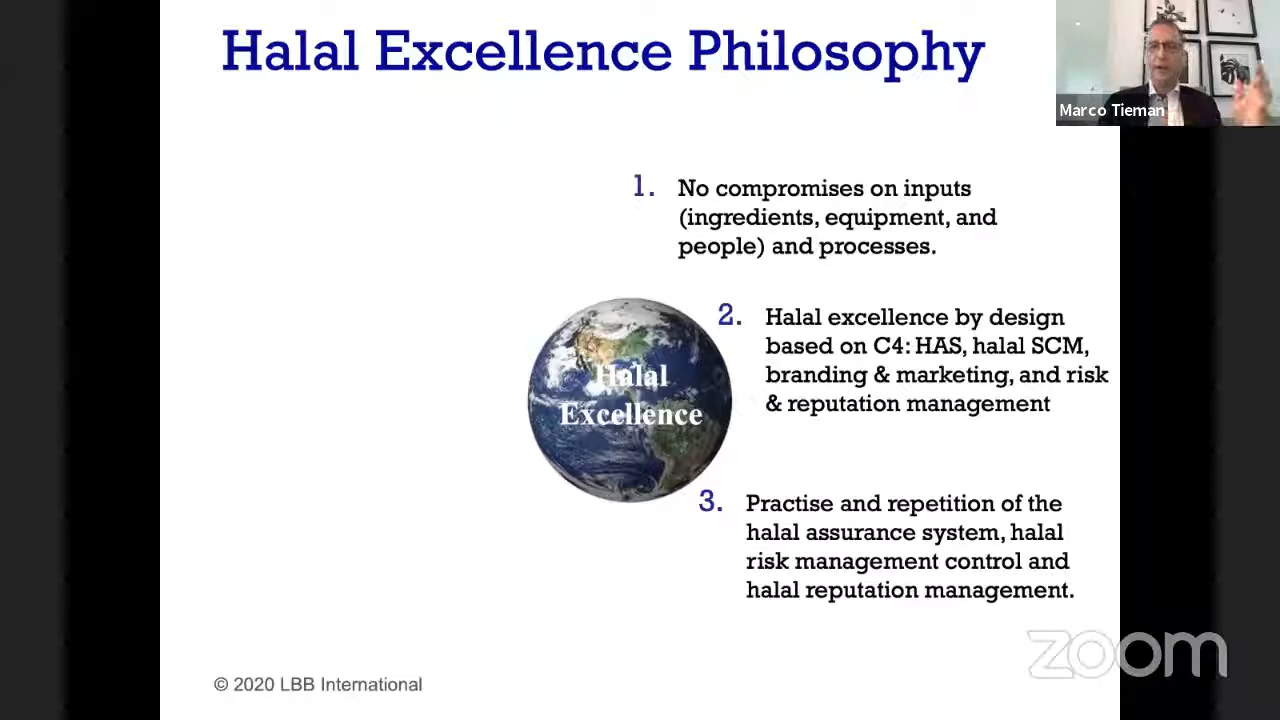 Halal Excellence Philosophy
Marco Tieman
1. No compromises on inputs
(ingredients, equipment, and
people) and processes.
2. Halal excellence by design
based on C4: HAS, halal SCM,
branding & marketing, and risk
& reputation management
Halal
Excellence
3. Practise and repetition of the
halal assurance system, halal
risk management control and
halal reputation management.
zoom
© 2020 LBB International